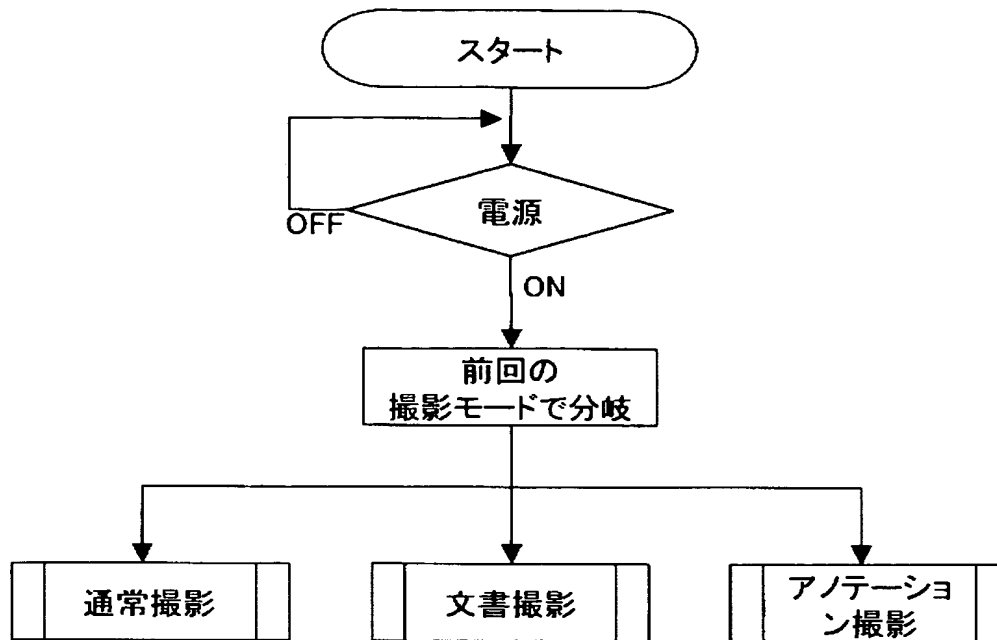 スタート
電源
OFF
ON
前回の
撮影モードで分岐
通常撮影
文書撮影
アノテーショ
ン撮影